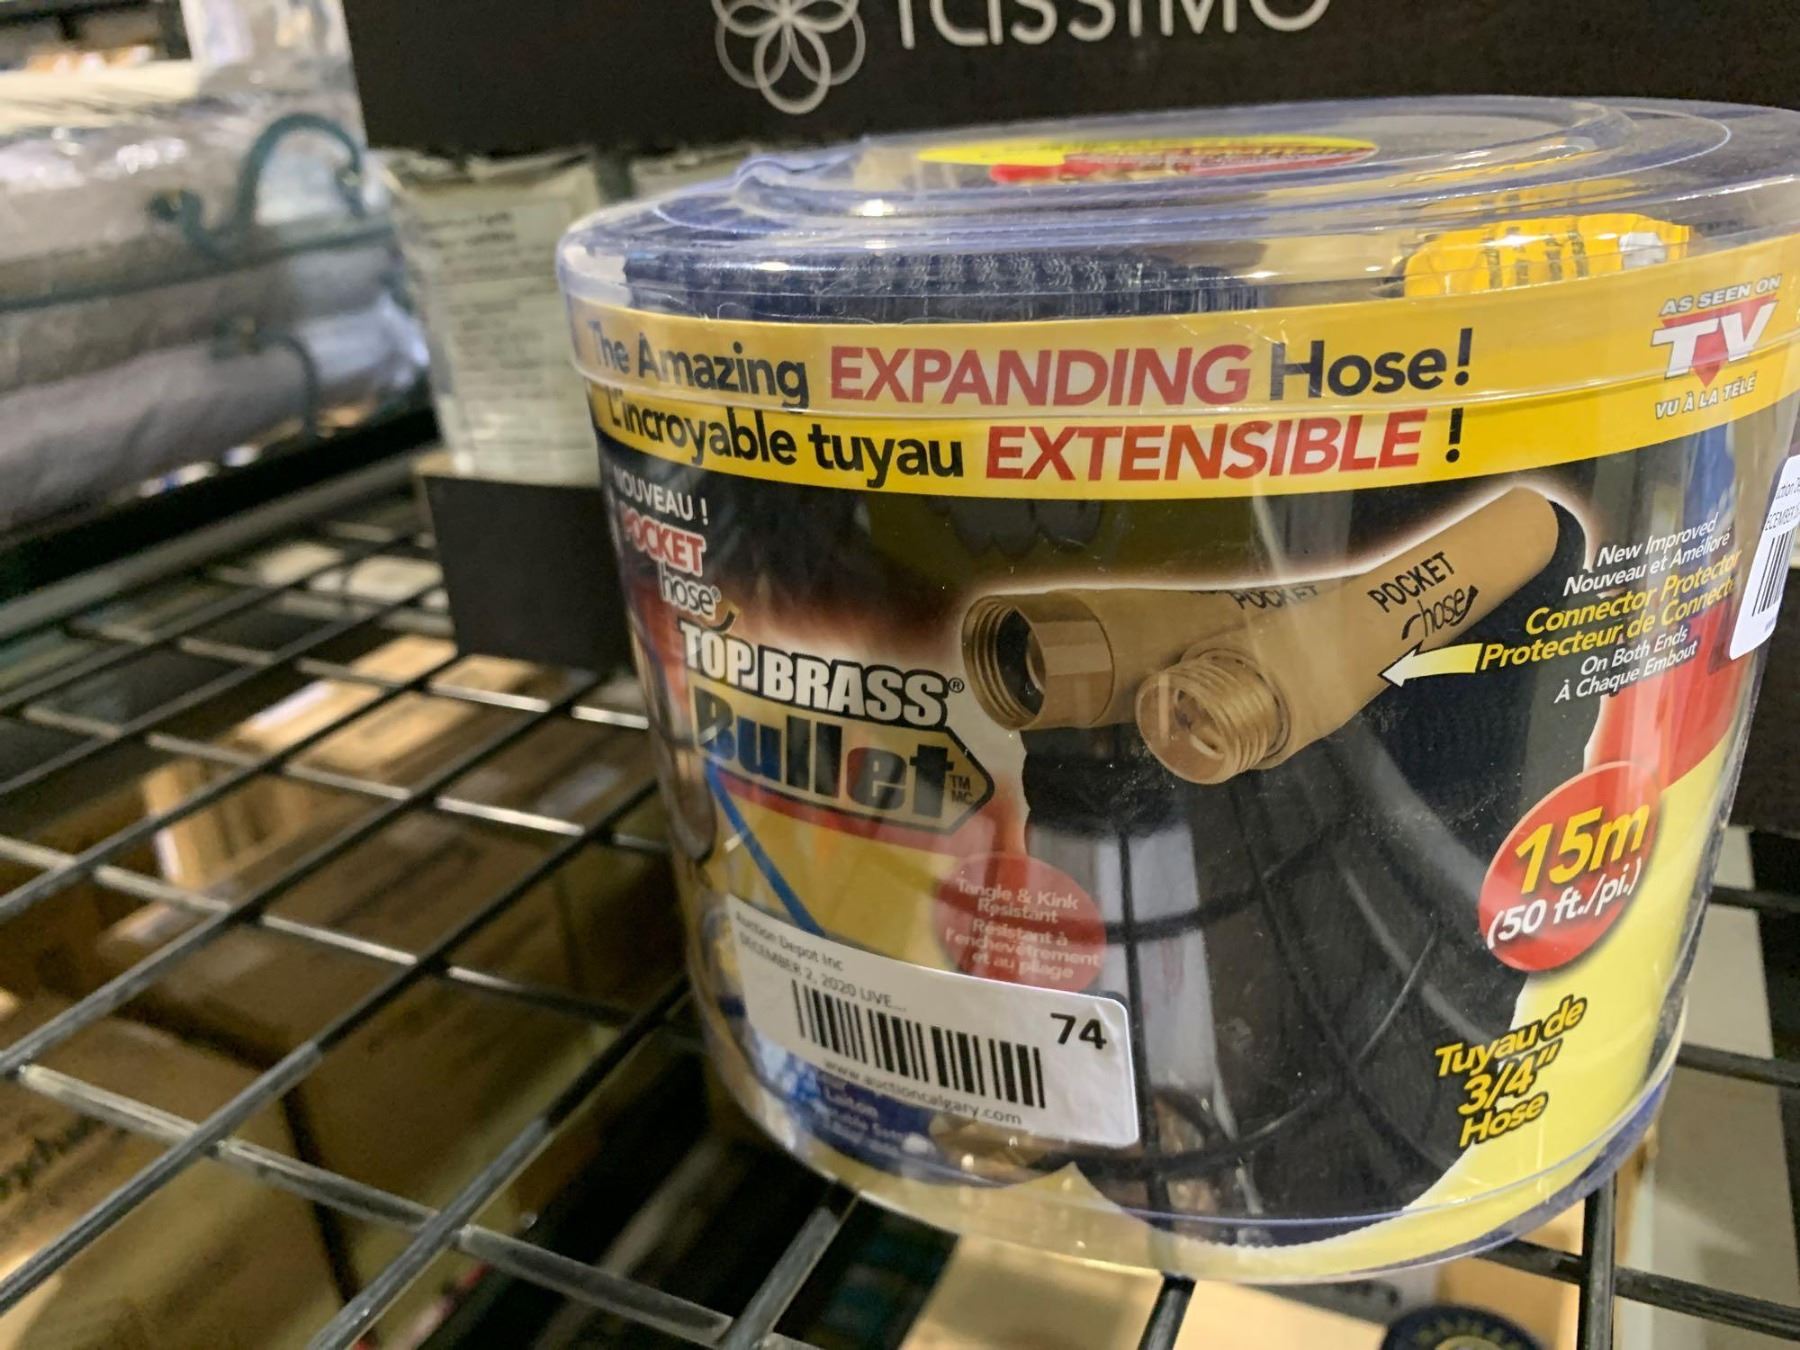 The Amazing EXPANDING Hose!
L'incroyable tuyau EXTENSIBLE !
AS SEEN ON
TV
VU À LA TÉLÉ
NOUVEAU !
POCKET
hose®
TOP BRASS®
Bullet TM
MC
POCKET
POCKET
hose
New Improved
Nouveau et Amélioré
Connector Protector
Protecteur de Connect
On Both Ends
À Chaque Embout
15m
(50 ft./pi.)
Tangle & Kink
Resistant
Résistant à
l'enchevêtrement
et au pliage
Tuyau de
3/4"
Hose
Auction Depot Inc
DECEMBER 2, 2020 LIVE...
74
www.auctioncalgary.com